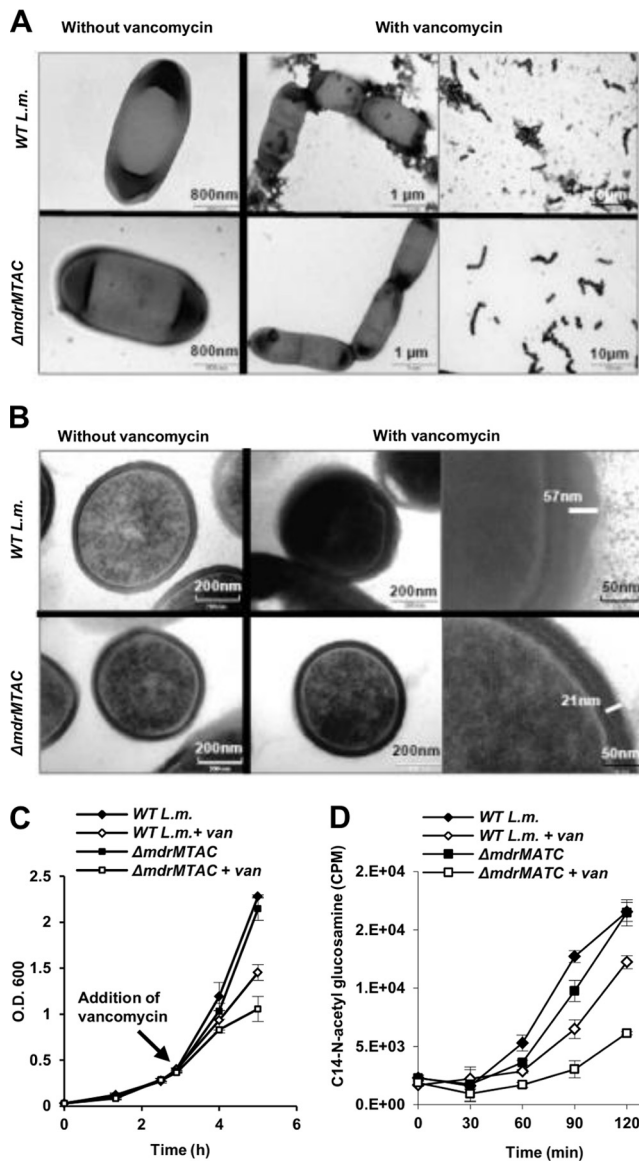 A
Without vancomycin
With vancomycin
WT L.m.
800nm
1 µm
ΔmdrMTAC
800nm
1 µm
10µm
B
Without vancomycin
With vancomycin
WT L.m.
200nm
200nm
57nm
50nm
ΔmdrMTAC
200nm
200nm
21nm
50nm
C
WT L.m.
WT L.m.+ van
ΔmdrMTAC
ΔmdrMTAC + van
2.5
2
1.5
1
0.5
0
O.D. 600
Addition of
vancomycin
0 2 4 6
Time (h)
D
WT L.m.
WT L.m. + van
ΔmdrMATC
ΔmdrMATC + van
2.E+04
2.E+04
1.E+04
5.E+03
0.E+00
C14-N-acetyl glucosamine (CPM)
0 30 60 90 120
Time (min)